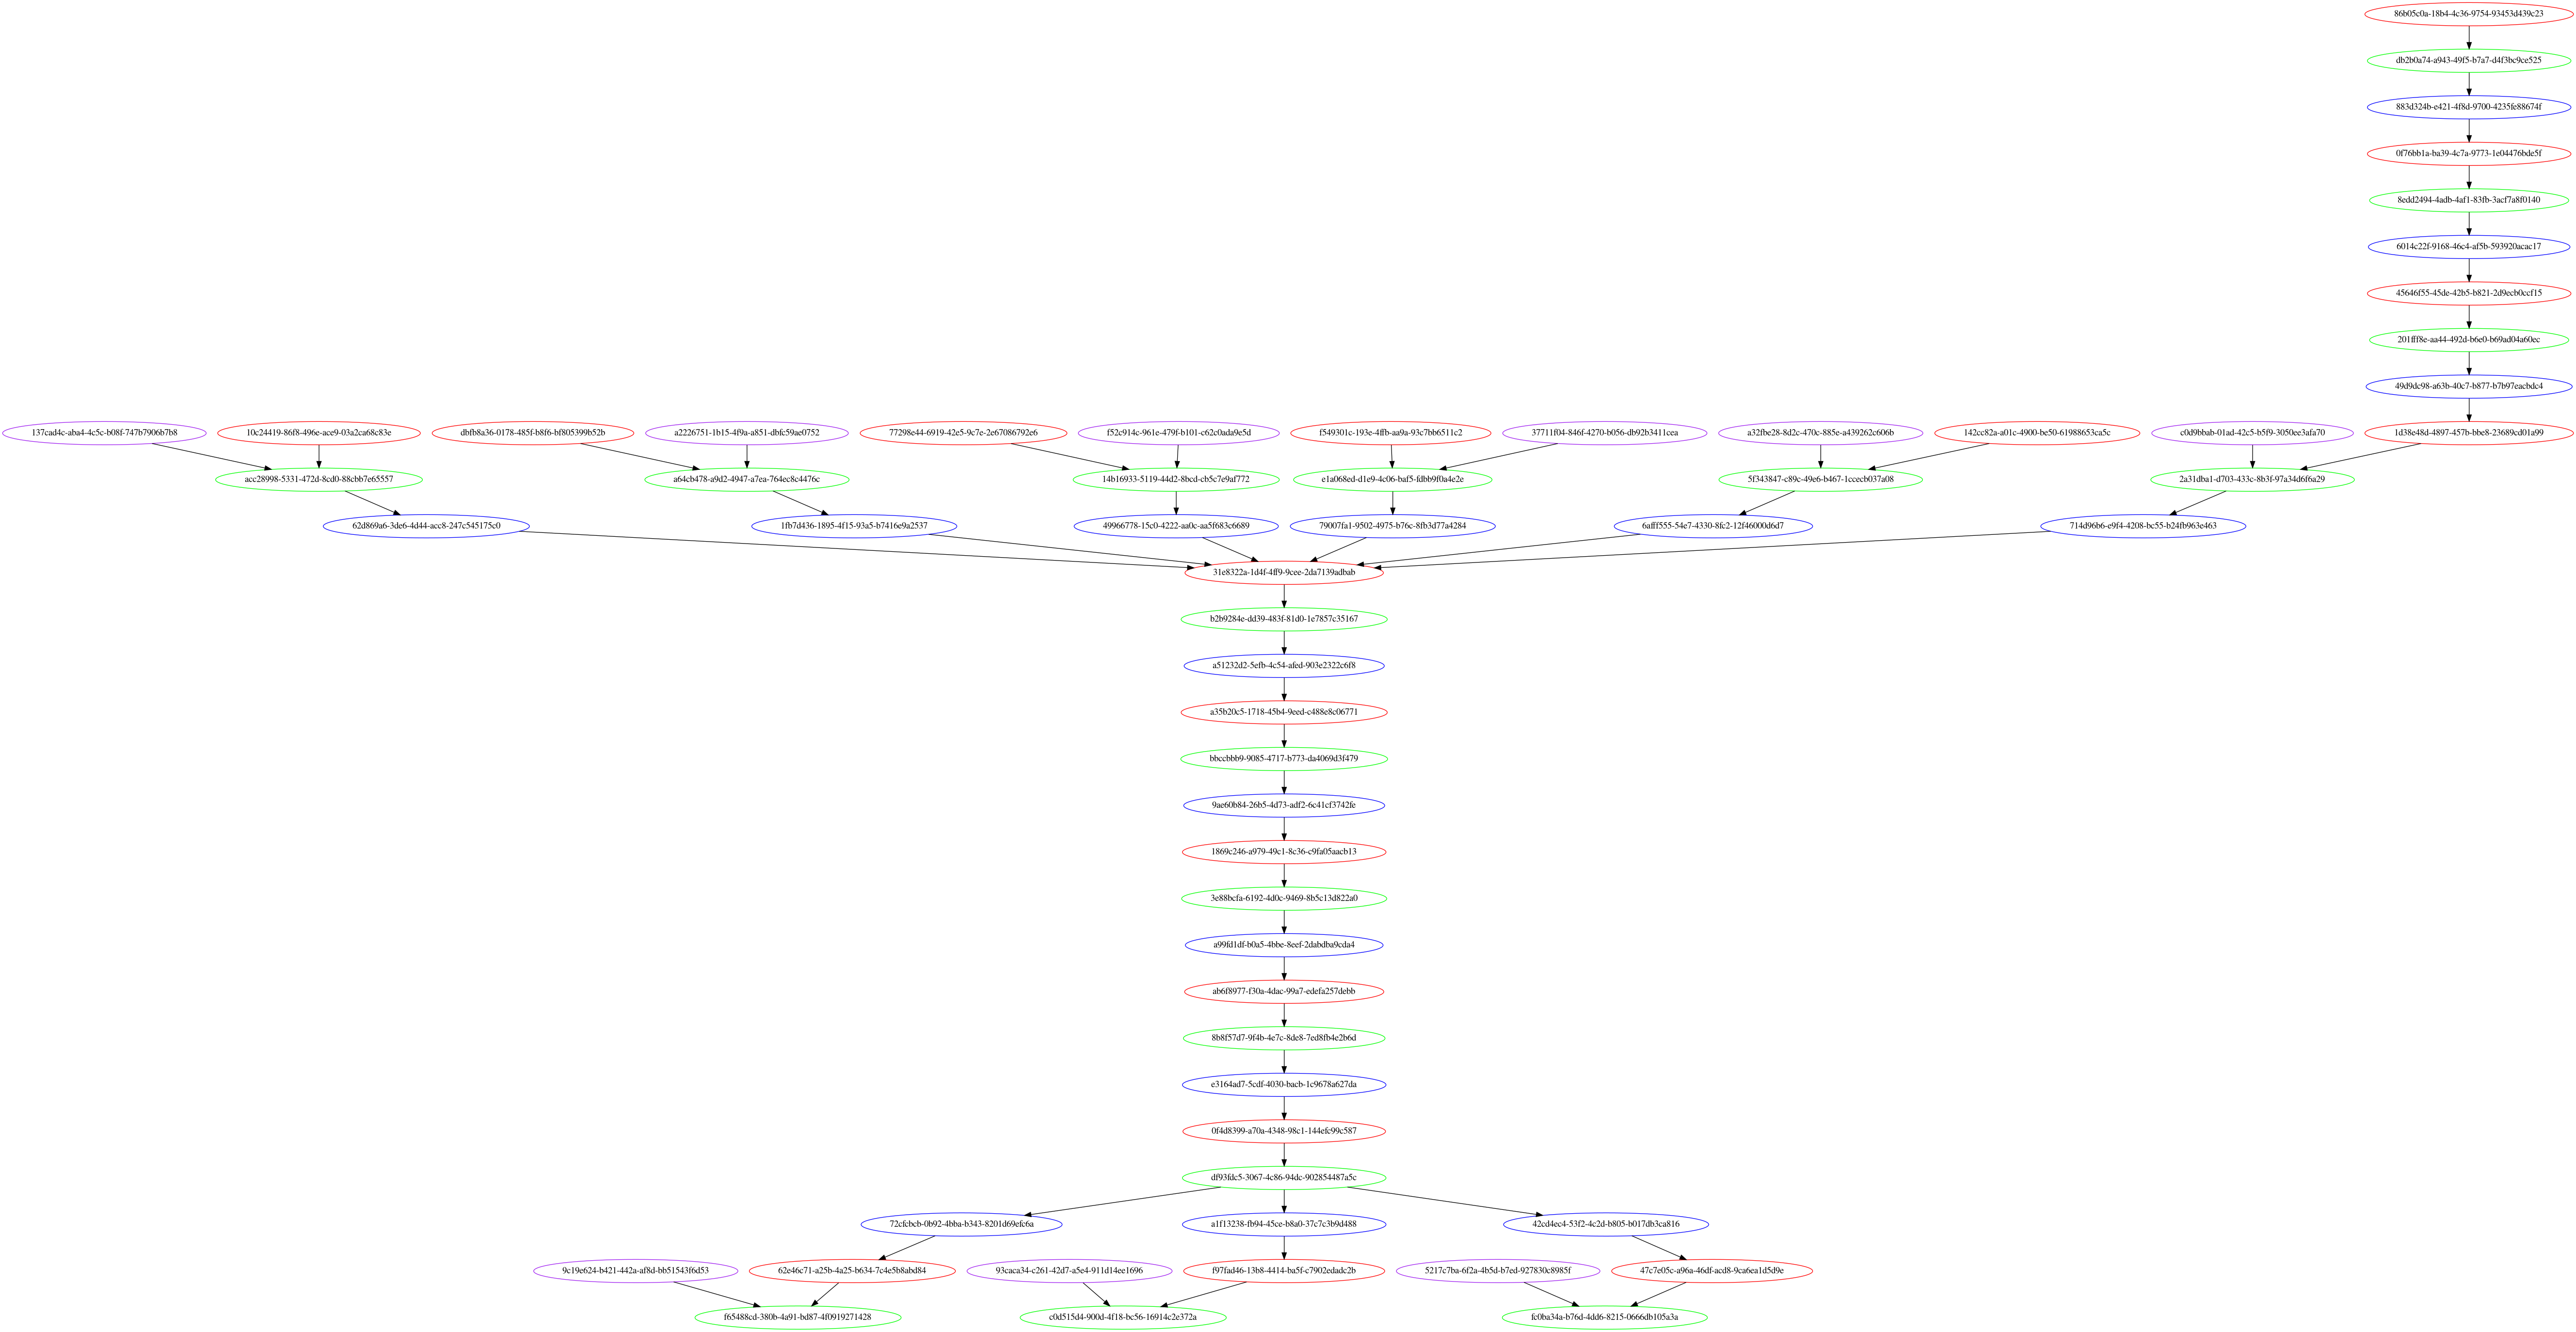 86b05c0a-18b4-4c36-9754-93453d439c23
db2b0a74-a943-49f5-b7a7-d4f3bc9ce525
883d324b-e421-4f8d-9700-4235fe88674f
0f76bb1a-ba39-4c7a-9773-1e04476bde5f
8edd2494-4adb-4af1-83fb-3acf7a8f0140
6014c22f-9168-46c4-af5b-593920acac17
45646f55-45de-42b5-b821-2d9ecb0ccf15
201fff8e-aa44-492d-b6e0-b69ad04a60ec
49d9dc98-a63b-40c7-b877-b7b97eacbdc4
137cad4c-aba4-4c5c-b08f-747b7906b7b8
10c24419-86f8-496e-ace9-03a2ca68c83e
dbfb8a36-0178-485f-b8f6-bf805399b52b
a2226751-1b15-4f9a-a851-dbfc59ae0752
77298e44-6919-42e5-9c7e-2e67086792e6
f52c914c-961e-479f-b101-c62c0ada9e5d
f549301c-193e-4ffb-aa9a-93c7bb6511c2
37711f04-846f-4270-b056-db92b3411cea
a32fbe28-8d2c-470c-885e-a439262c606b
142cc82a-a01c-4900-be50-61988653ca5c
c0d9bbab-01ad-42c5-b5f9-3050ee3afa70
1d38e48d-4897-457b-bbe8-23689cd01a99
acc28998-5331-472d-8cd0-88cbb7e65557
a64cb478-a9d2-4947-a7ea-764ec8c4476c
14b16933-5119-44d2-8bcd-cb5c7e9af772
e1a068ed-d1e9-4c06-baf5-fdbb9f0a4e2e
5f343847-c89c-49e6-b467-1ccecb037a08
2a31dba1-d703-433c-8b3f-97a34d6f6a29
62d869a6-3de6-4d44-acc8-247c545175c0
1fb7d436-1895-4f15-93a5-b7416e9a2537
49966778-15c0-4222-aa0c-aa5f683c6689
79007fa1-9502-4975-b76c-8fb3d77a4284
6afff555-54e7-4330-8fc2-12f46000d6d7
714d96b6-e9f4-4208-bc55-b24fb963e463
31e8322a-1d4f-4ff9-9cee-2da7139adbab
b2b9284e-dd39-483f-81d0-1e7857c35167
a51232d2-5efb-4c54-afed-903e2322c6f8
a35b20c5-1718-45b4-9eed-c488e8c06771
bbccbbb9-9085-4717-b773-da4069d3f479
9ae60b84-26b5-4d73-adf2-6c41cf3742fe
1869c246-a979-49c1-8c36-c9fa05aacb13
3e88bcfa-6192-4d0c-9469-8b5c13d822a0
a99fd1df-b0a5-4bbe-8eef-2dabdba9cda4
ab6f8977-f30a-4dac-99a7-edefa257debb
8b8f57d7-9f4b-4e7c-8de8-7ed8fb4e2b6d
e3164ad7-5cdf-4030-bacb-1c9678a627da
0f4d8399-a70a-4348-98c1-144efc99c587
df93fdc5-3067-4c86-94dc-902854487a5c
72cfcbcb-0b92-4bba-b343-8201d69efc6a
a1f13238-fb94-45ce-b8a0-37c7c3b9d488
42cd4ec4-53f2-4c2d-b805-b017db3ca816
9c19e624-b421-442a-af8d-bb51543f6d53
62e46c71-a25b-4a25-b634-7c4e5b8abd84
93caca34-c261-42d7-a5e4-911d14ee1696
f97fad46-13b8-4414-ba5f-c7902edadc2b
5217c7ba-6f2a-4b5d-b7ed-927830c8985f
47c7e05c-a96a-46df-acd8-9ca6ea1d5d9e
f65488cd-380b-4a91-bd87-4f0919271428
c0d515d4-900d-4f18-bc56-16914c2e372a
fc0ba34a-b76d-4dd6-8215-0666db105a3a